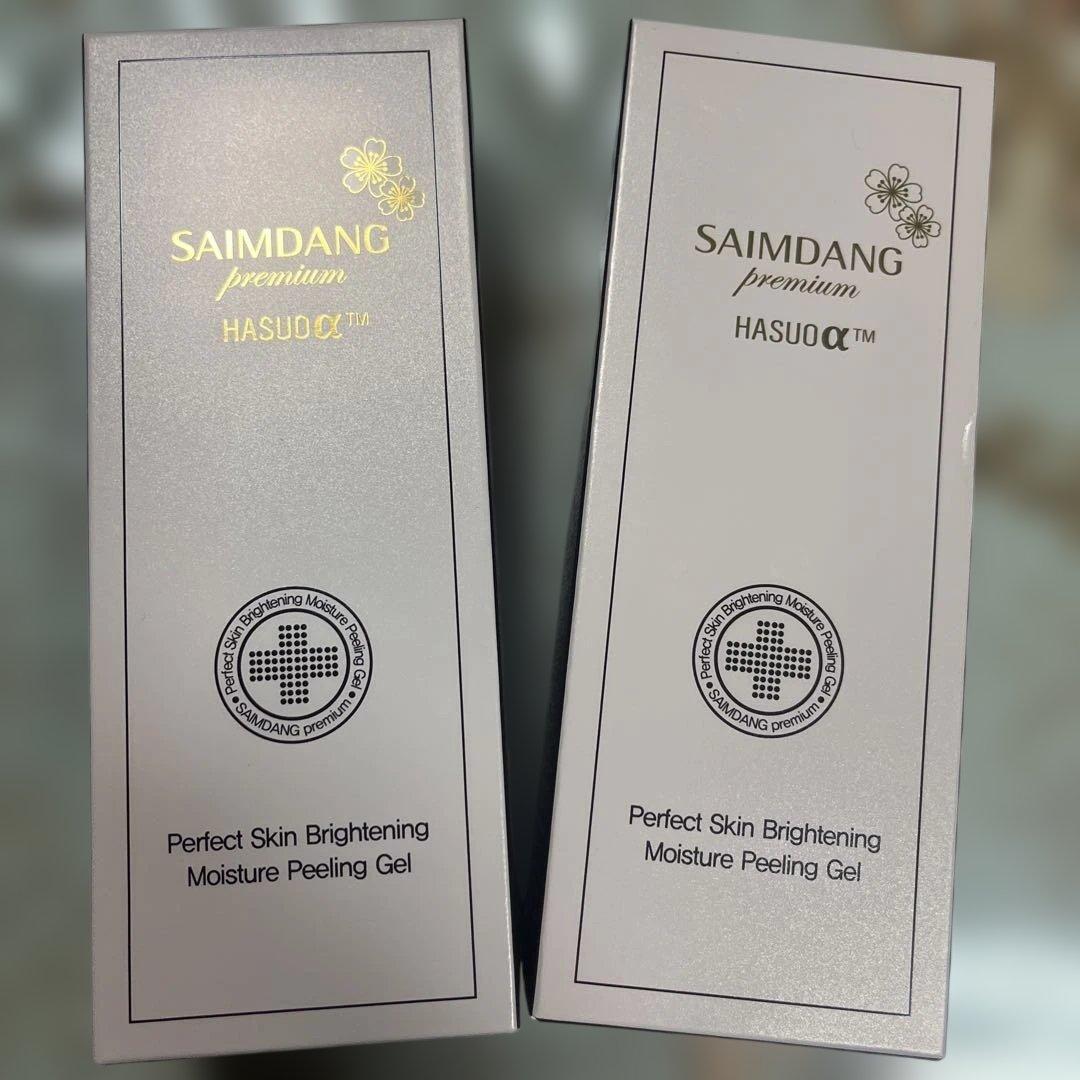 SAIMDANG
premium
HASUOα™
• Perfect Skin Brightening Moisture Peeling Gel •
SAIMDANG premium
Perfect Skin Brightening
Moisture Peeling Gel
SAIMDANG
premium
HASUOα™
• Perfect Skin Brightening Moisture Peeling Gel •
SAIMDANG premium
Perfect Skin Brightening
Moisture Peeling Gel